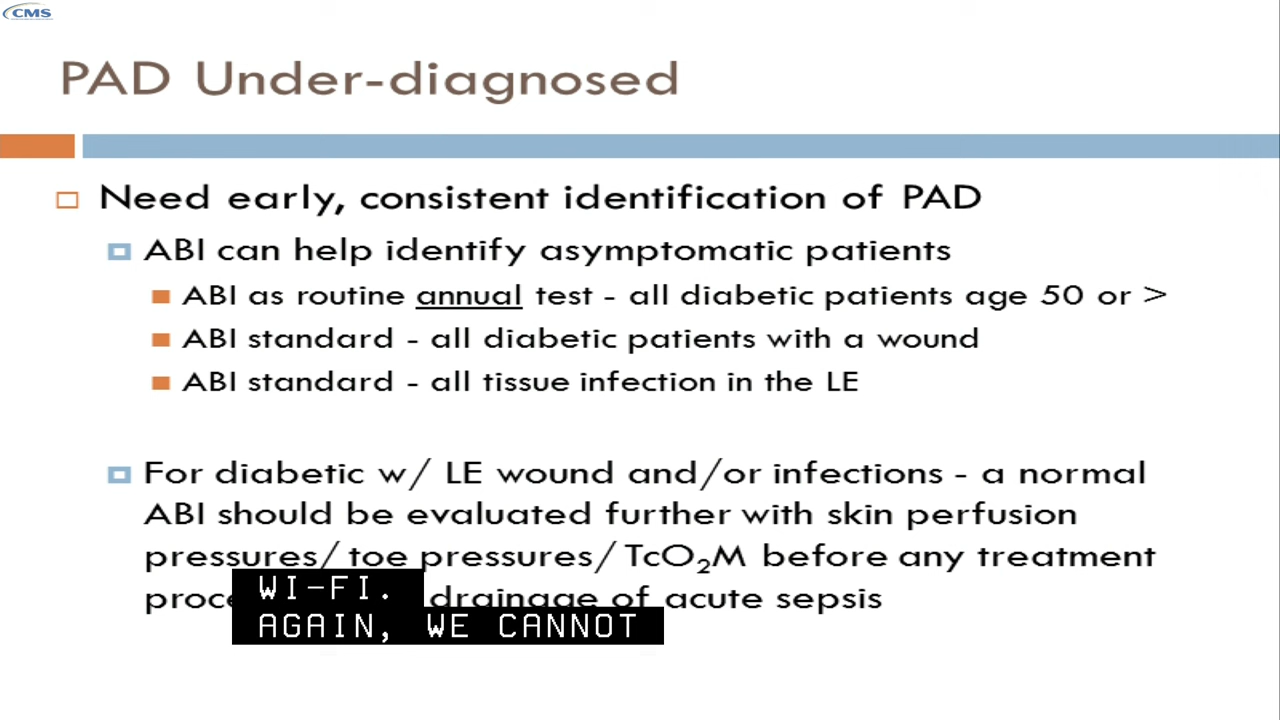 CMS
PAD Under-diagnosed
Need early, consistent identification of PAD
ABI can help identify asymptomatic patients
ABI as routine annual test - all diabetic patients age 50 or >
ABI standard - all diabetic patients with a wound
ABI standard - all tissue infection in the LE
For diabetic w/ LE wound and/or infections - a normal
ABI should be evaluated further with skin perfusion
pressures/ toe pressures/ TcO₂M before any treatment
drainage of acute sepsis
WI-FI.
AGAIN, WE CANNOT